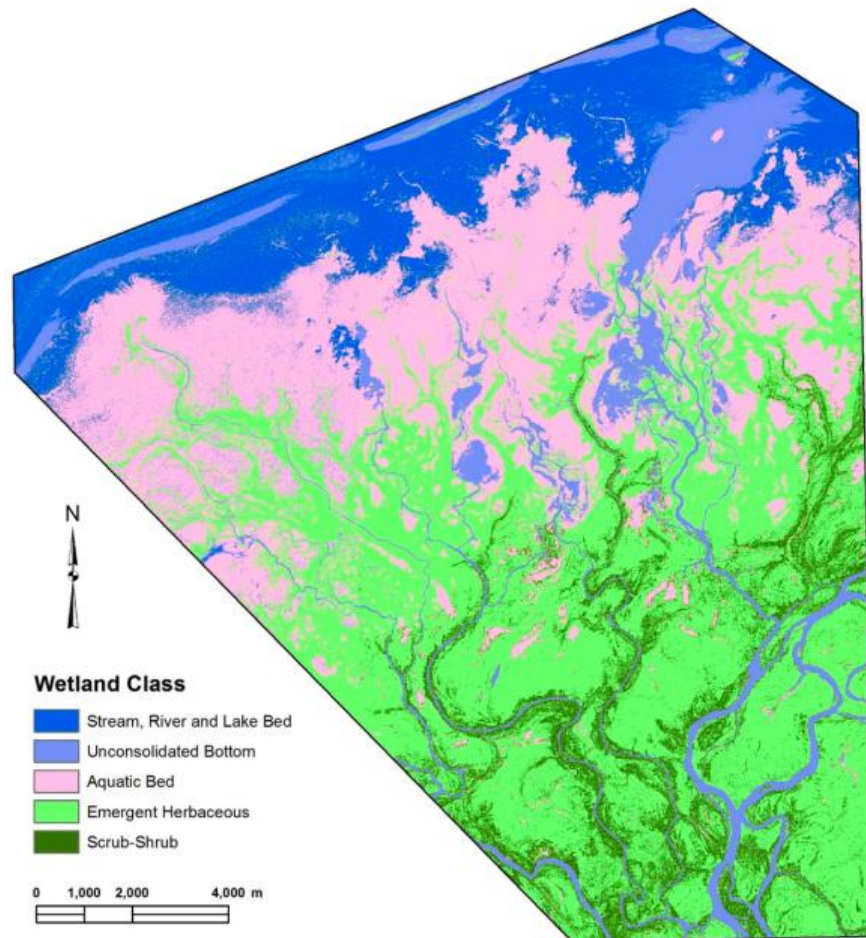 N
Wetland Class
Stream, River and Lake Bed
Unconsolidated Bottom
Aquatic Bed
Emergent Herbaceous
Scrub-Shrub
0 1,000 2,000 4,000 m